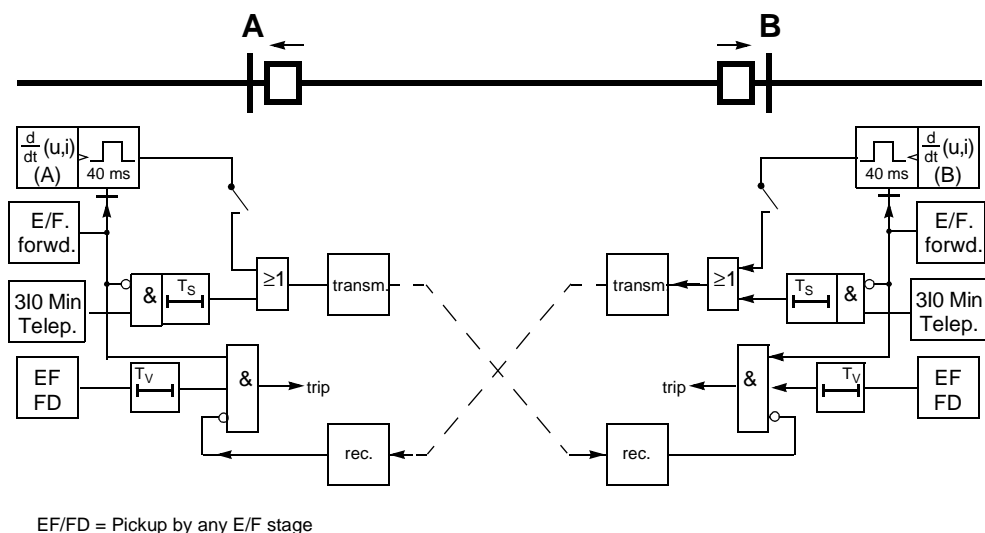 A
B
d/dt (u,i)
(A)
40 ms
E/F.
forwd.
3I0 Min
Telep.
&
TS
≥1
transm.
EF
FD
TV
&
trip
rec.
d/dt (u,i)
(B)
40 ms
E/F.
forwd.
transm.
≥1
TS
&
3I0 Min
Telep.
trip
&
TV
EF
FD
rec.
EF/FD = Pickup by any E/F stage